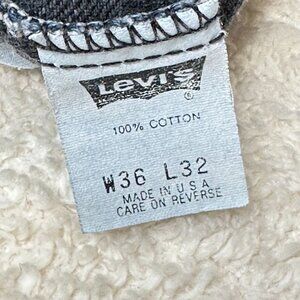 Levi's
®
100% COTTON
W36 L32
MADE IN U S A
CARE ON REVERSE